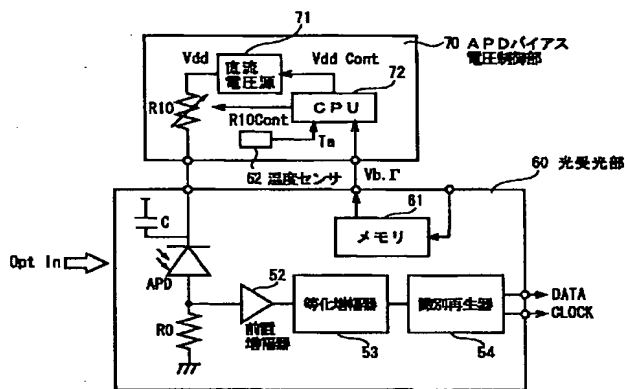 71
70 APDバイアス
電圧制御部
Vdd
直流
電圧源
Vdd Cont
72
R10
CPU
R10Cont
Ta
62 温度センサ
Vb.Γ
60 光受光部
61
メモリ
C
Opt In
APD
52
前置
増幅器
等化増幅器
53
識別再生器
54
DATA
CLOCK
R0